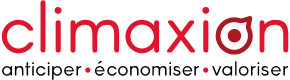 climaxion
anticiper • économiser • valoriser